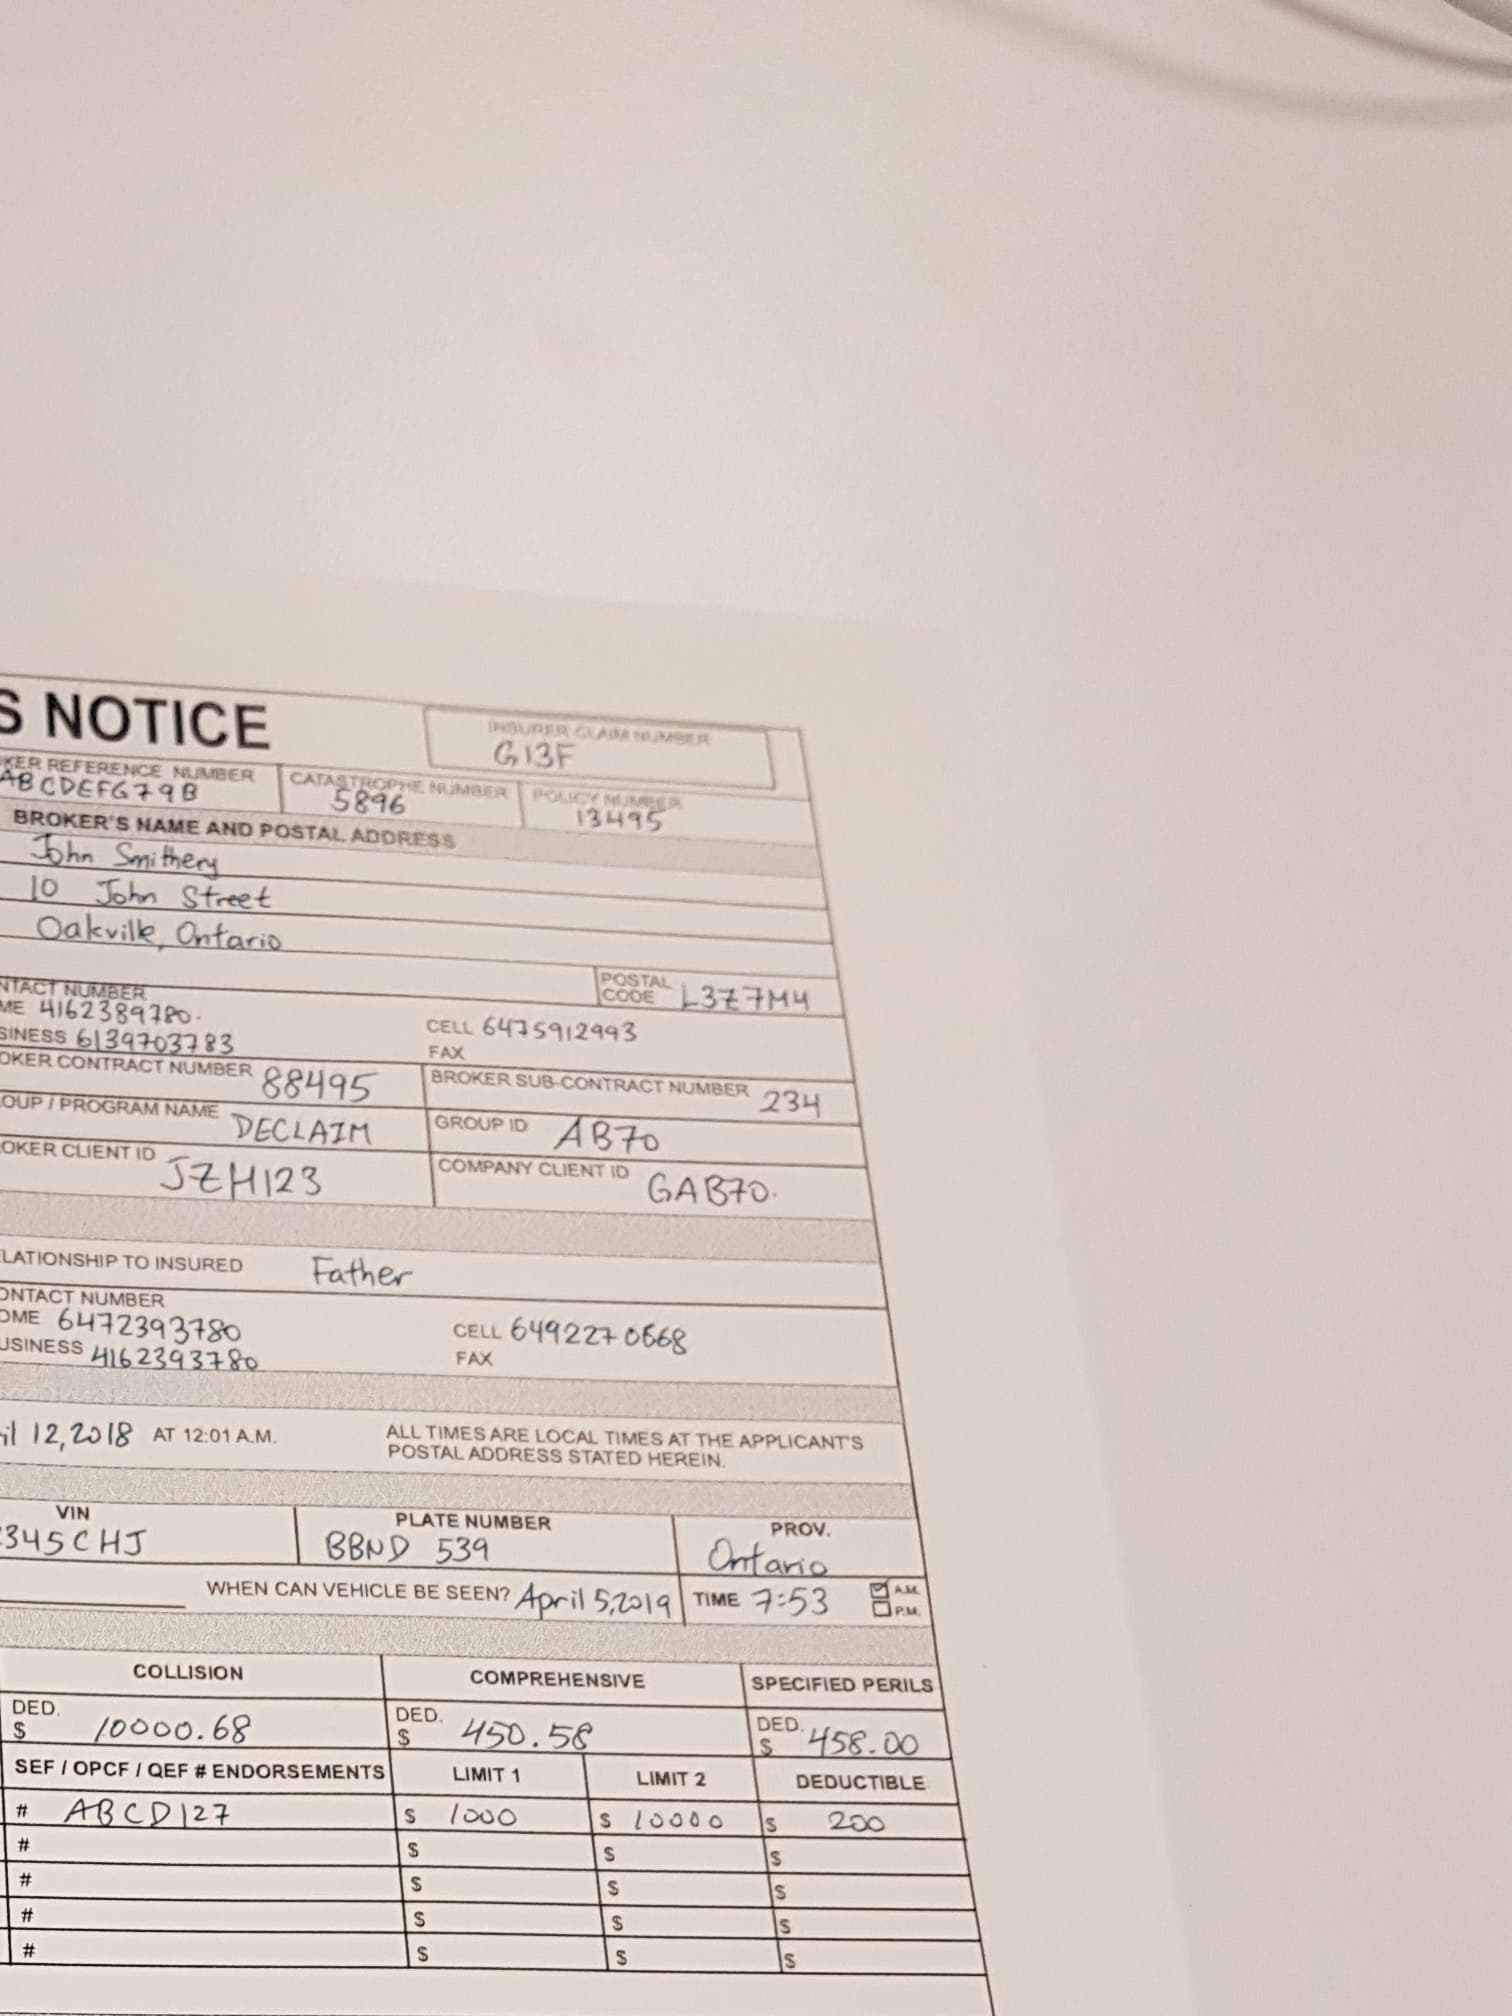 S NOTICE
INSURER CLAIM NUMBER
G13F
KER REFERENCE NUMBER CATASTROPHE NUMBER POLICY NUMBER
ABCDEFG79B 5896 13495
BROKER'S NAME AND POSTAL ADDRESS
John Smithery
10 John Street
Oakville, Ontario
POSTAL CODE L3Z7M4
NTACT NUMBER
ME 4162389780. CELL 6475912993
SINESS 6139703783 FAX
OKER CONTRACT NUMBER 88495 BROKER SUB-CONTRACT NUMBER 234
OUP / PROGRAM NAME DECLAIM GROUP ID AB70
OKER CLIENT ID JZH123 COMPANY CLIENT ID GAB70.
ELATIONSHIP TO INSURED Father
ONTACT NUMBER
OME 6472393780 CELL 6492270668
USINESS 4162393780 FAX
il 12,2018 AT 12:01 A.M. ALL TIMES ARE LOCAL TIMES AT THE APPLICANT'S
POSTAL ADDRESS STATED HEREIN.
VIN PLATE NUMBER PROV.
345CHJ BBND 539 Ontario
WHEN CAN VEHICLE BE SEEN? April 5,2019 TIME 7:53 A.M.
P.M.
COLLISION COMPREHENSIVE SPECIFIED PERILS
DED. $ 10000.68 DED. $ 450.58 DED. $ 458.00
SEF / OPCF / QEF # ENDORSEMENTS LIMIT 1 LIMIT 2 DEDUCTIBLE
# ABCD127 $ 1000 $ 10000 $ 200
# $ $ $
# $ $ $
# $ $ $
# $ $ $